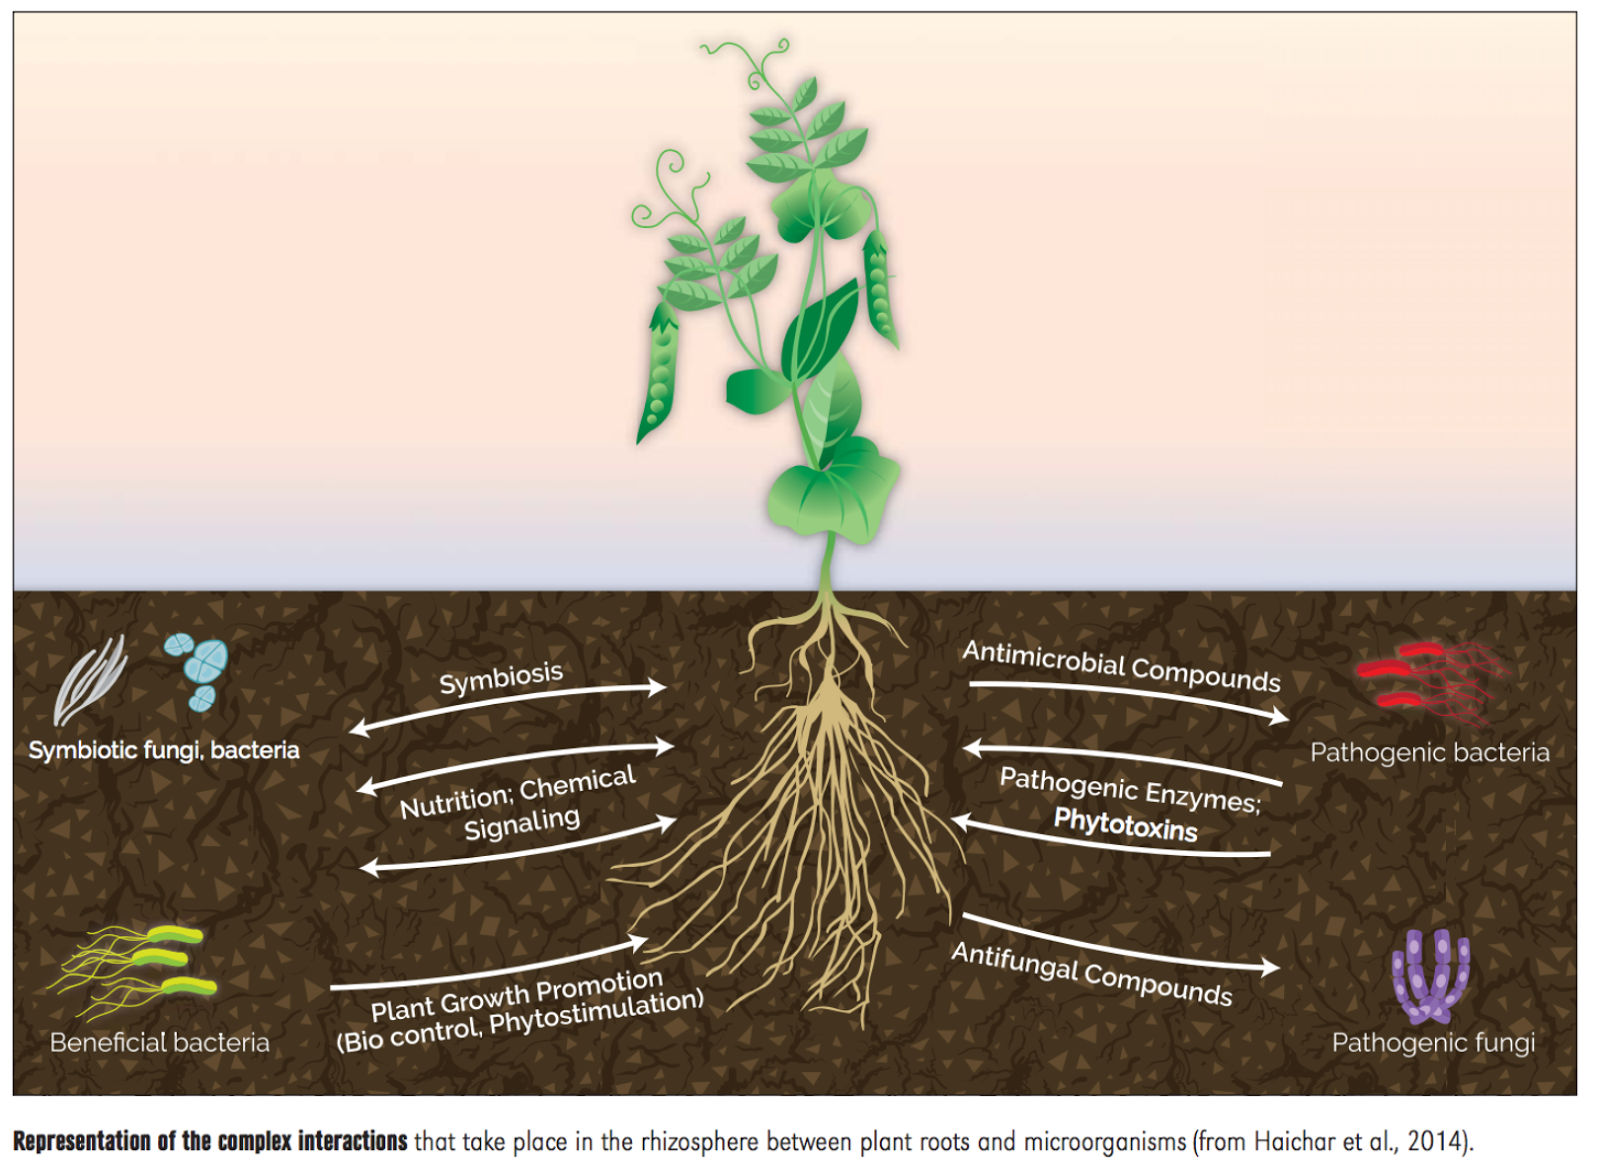 Symbiosis
Symbiotic fungi, bacteria
Nutrition; Chemical
Signaling
Beneficial bacteria
Plant Growth Promotion
(Bio control, Phytostimulation)
Antimicrobial Compounds
Pathogenic bacteria
Pathogenic Enzymes;
Phytotoxins
Antifungal Compounds
Pathogenic fungi
Representation of the complex interactions that take place in the rhizosphere between plant roots and microorganisms (from Haichar et al., 2014).